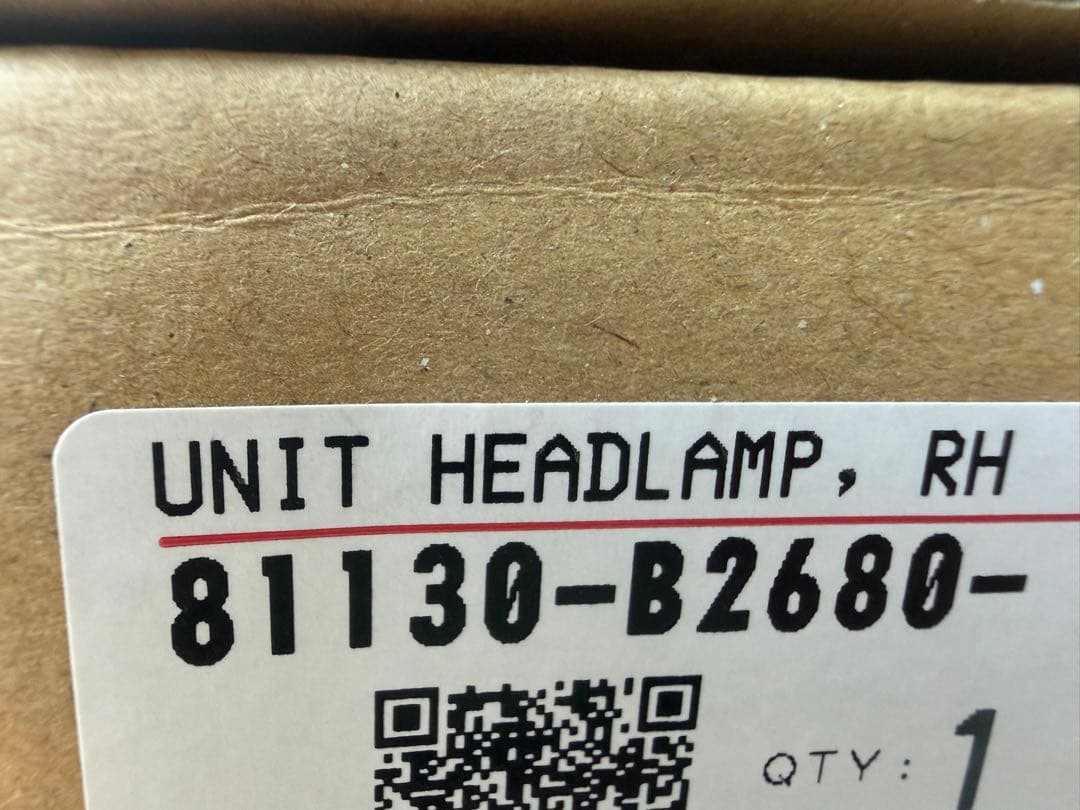 UNIT HEADLAMP, RH
81130-B2680-
QTY: 1